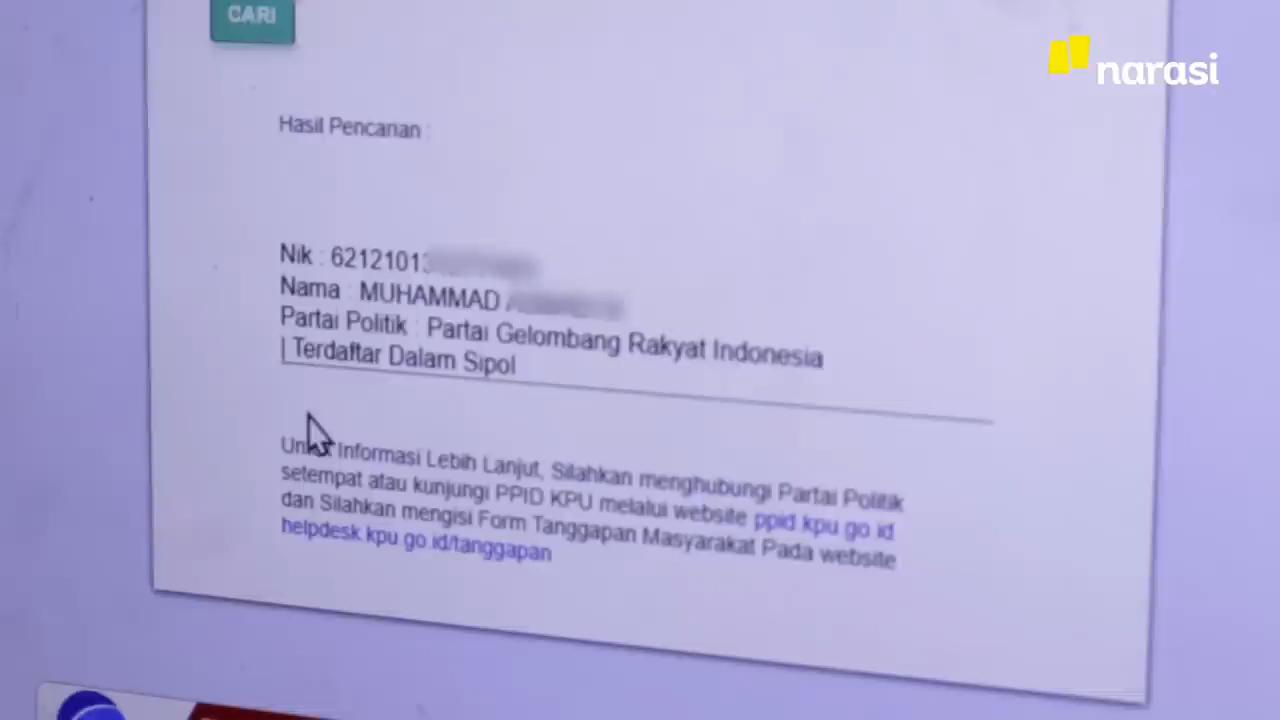 CARI
narasi
Hasil Pencarian :
Nik : 6212101
Nama : MUHAMMAD
Partai Politik : Partai Gelombang Rakyat Indonesia
| Terdaftar Dalam Sipol
Informasi Lebih Lanjut, Silahkan menghubungi Partai Politik
setempat atau kunjungi PPID KPU melalui website ppid.kpu.go.id
dan Silahkan mengisi Form Tanggapan Masyarakat Pada website
helpdesk.kpu.go.id/tanggapan